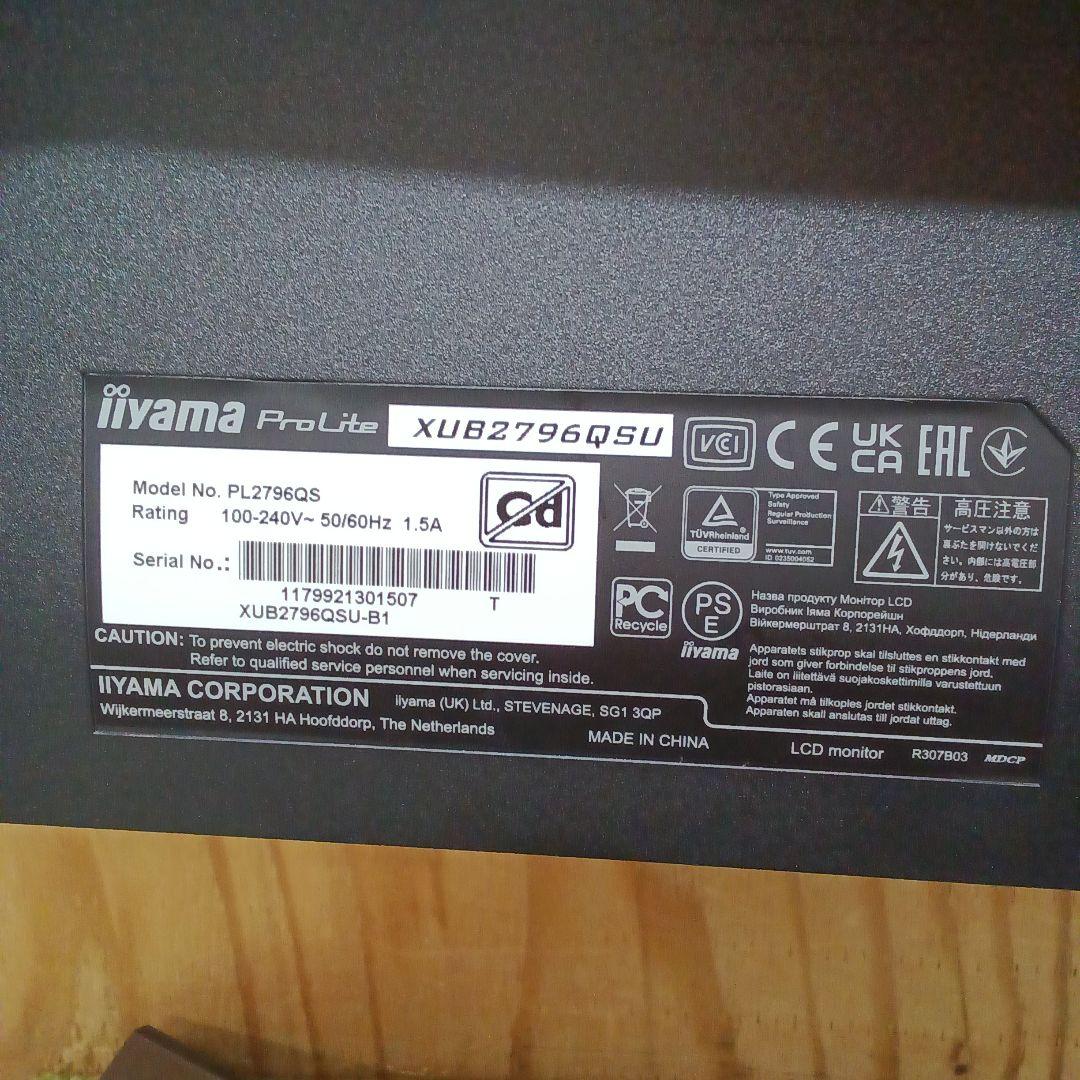 iiyama ProLite XUB2796QSU
VCCI CE UK CA EAC
Model No. PL2796QS
Rating 100-240V~ 50/60Hz 1.5A
Cd
Serial No.:
1179921301507 T
XUB2796QSU-B1
TÜVRheinland
CERTIFIED
Type Approved
Safety
Regular Production
Surveillance
www.tuv.com
ID 0235004052
警告
高圧注意
サービスマン以外の方は
裏ぶたを開けないでくだ
さい。内部には高電圧部
分があり、危険です。
PC
Recycle
PS
E
iiyama
Назва продукту Монітор LCD
Виробник Іяма Корпорейшн
Війкермерштрат 8, 2131HA, Хофддорп, Нідерланди
Apparatets stikprop skal tilsluttes en stikkontakt med
jord som giver forbindelse til stikproppens jord.
Laite on liitettävä suojakoskettimilla varustettuun
pistorasiaan.
Apparatet må tilkoples jordet stikkontakt.
Apparaten skall anslutas till jordat uttag.
CAUTION: To prevent electric shock do not remove the cover.
Refer to qualified service personnel when servicing inside.
IIYAMA CORPORATION iiyama (UK) Ltd., STEVENAGE, SG1 3QP
Wijkermeerstraat 8, 2131 HA Hoofddorp, The Netherlands
MADE IN CHINA
LCD monitor R307B03 MDCP